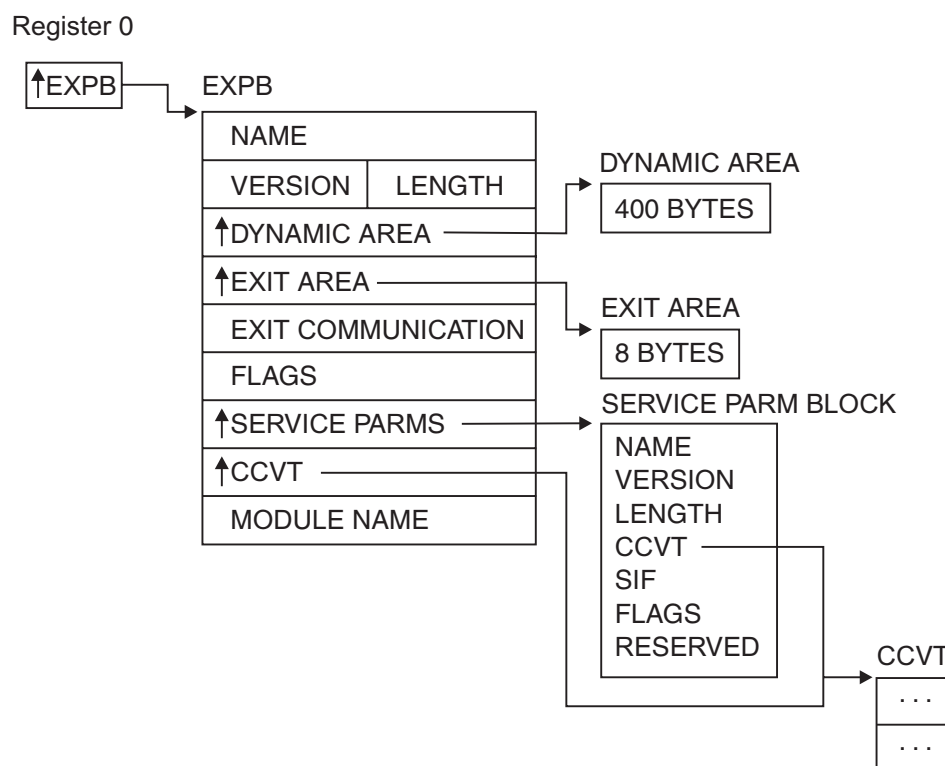 Register 0
↑EXPB
EXPB
NAME
VERSION LENGTH
↑DYNAMIC AREA
↑EXIT AREA
EXIT COMMUNICATION
FLAGS
↑SERVICE PARMS
↑CCVT
MODULE NAME
DYNAMIC AREA
400 BYTES
EXIT AREA
8 BYTES
SERVICE PARM BLOCK
NAME
VERSION
LENGTH
CCVT
SIF
FLAGS
RESERVED
CCVT
. . .
. . .